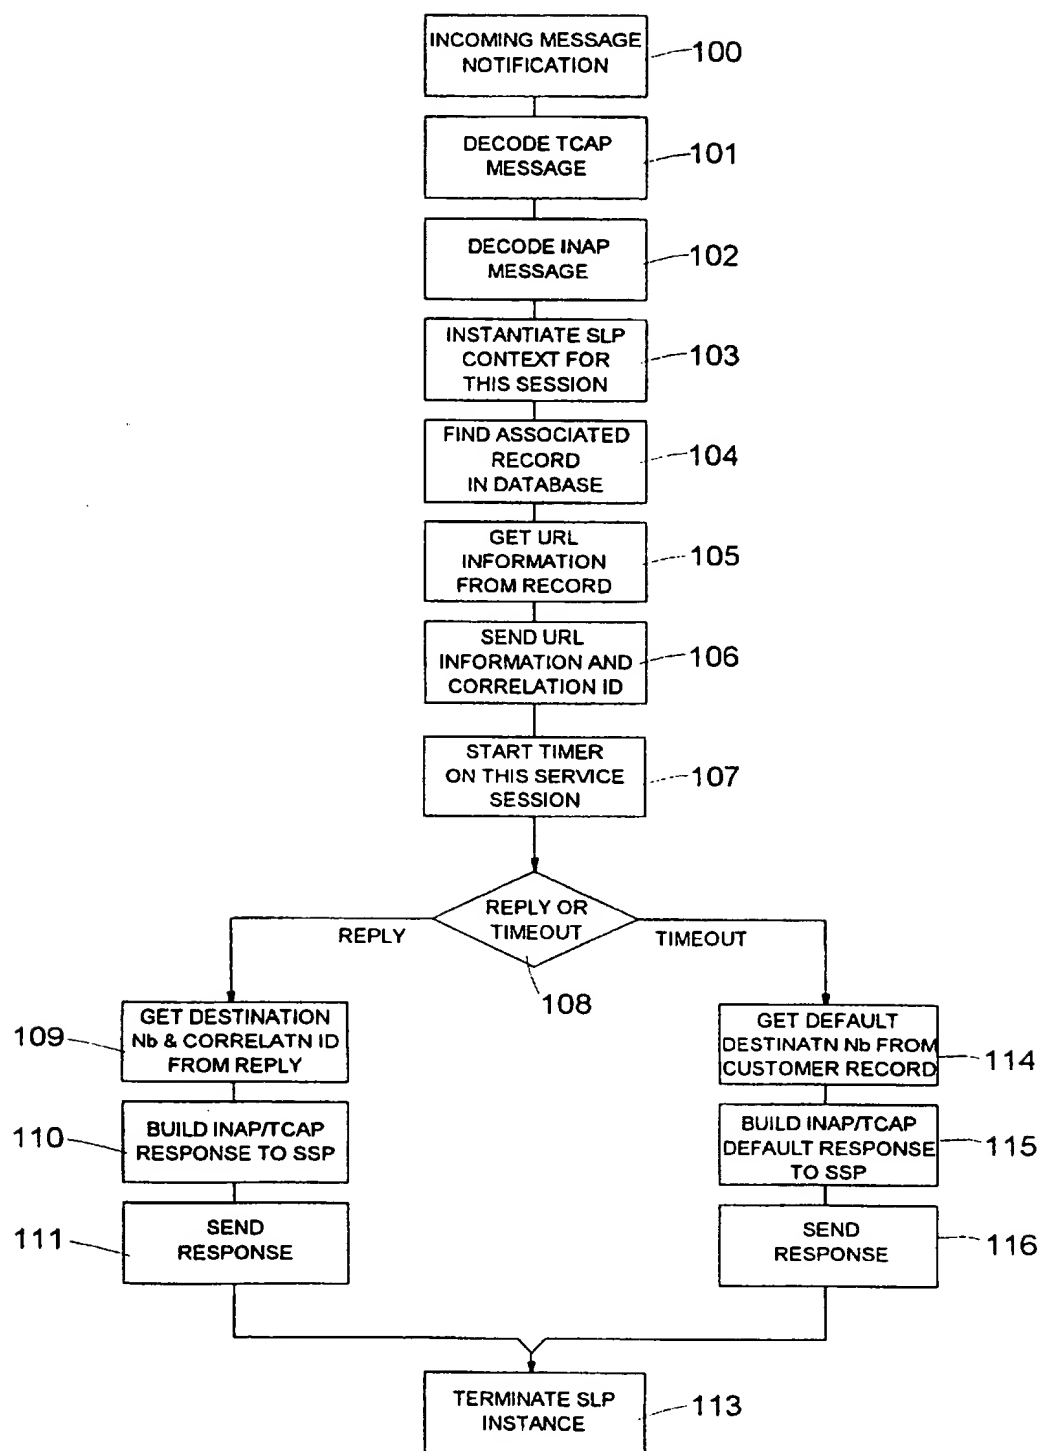 INCOMING MESSAGE
NOTIFICATION
100
DECODE TCAP
MESSAGE
101
DECODE INAP
MESSAGE
102
INSTANTIATE SLP
CONTEXT FOR
THIS SESSION
103
FIND ASSOCIATED
RECORD
IN DATABASE
104
GET URL
INFORMATION
FROM RECORD
105
SEND URL
INFORMATION AND
CORRELATION ID
106
START TIMER
ON THIS SERVICE
SESSION
107
REPLY OR
TIMEOUT
108
REPLY
TIMEOUT
GET DESTINATION
Nb & CORRELATN ID
FROM REPLY
109
BUILD INAP/TCAP
RESPONSE TO SSP
110
SEND
RESPONSE
111
GET DEFAULT
DESTINATN Nb FROM
CUSTOMER RECORD
114
BUILD INAP/TCAP
DEFAULT RESPONSE
TO SSP
115
SEND
RESPONSE
116
TERMINATE SLP
INSTANCE
113